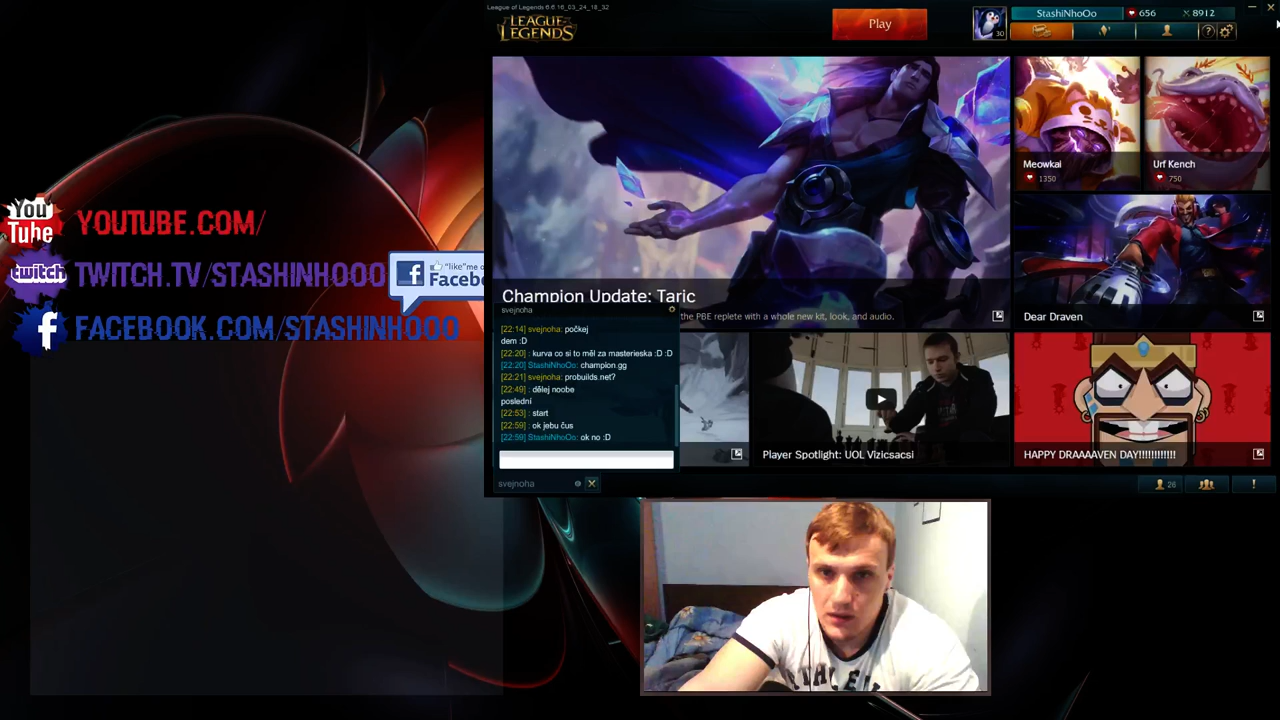 League of Legends 6.6 16_03_24_18_32
LEAGUE OF LEGENDS
Play
30
StashiNhoOo
656
8912
You Tube
YOUTUBE.COM/
twitch
TWITCH.TV/STASHINHOOO
"like" me o
Facebo
FACEBOOK.COM/STASHINHOOO
Meowkai
1350
Urf Kench
750
Champion Update: Taric
the PBE replete with a whole new kit, look, and audio.
Dear Draven
svejnoha
[22:14] svejnoha: počkej
dem :D
[22:20] : kurva co si to měl za masterieska :D :D
[22:20] StashiNhoOo: champion.gg
[22:21] svejnoha: probuilds.net?
[22:49] : dělej noobe
poslední
[22:53] : start
[22:59] : ok jebu čus
[22:59] StashiNhoOo: ok no :D
svejnoha
Player Spotlight: UOL Vizicsacsi
HAPPY DRAAAAVEN DAY!!!!!!!!!!!!
26